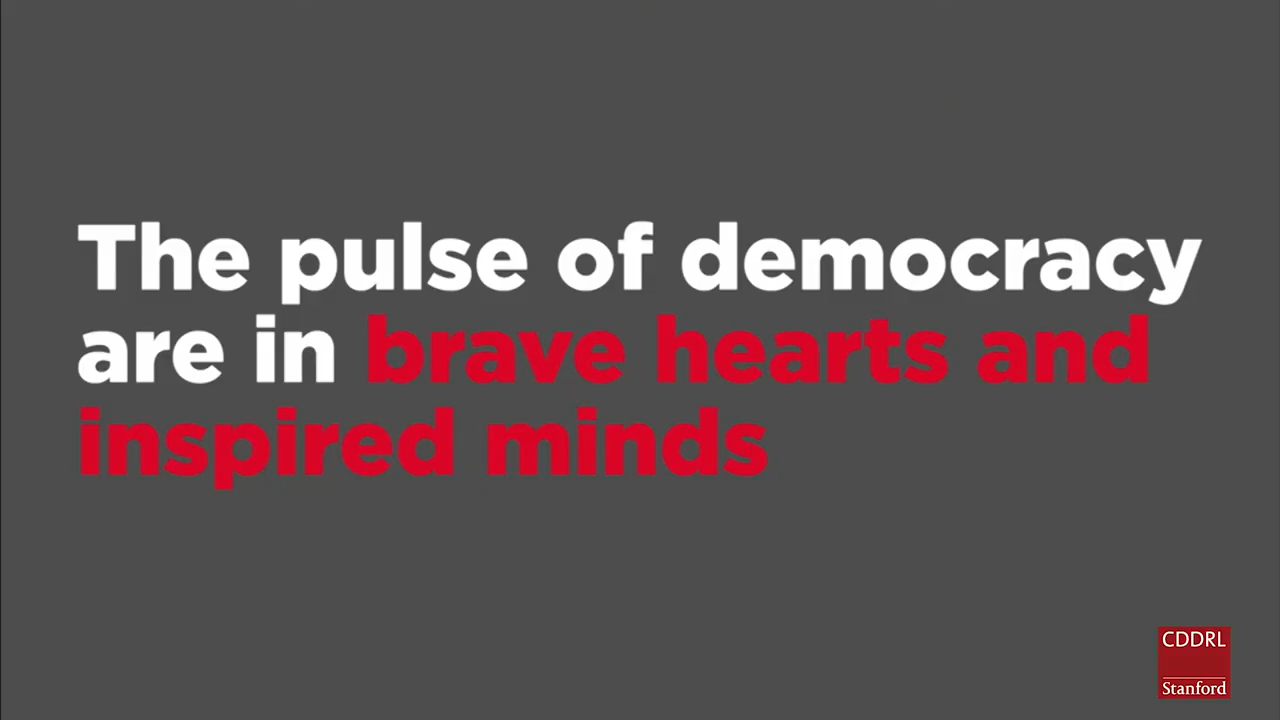 The pulse of democracy
are in brave hearts and
inspired minds
CDDRL
Stanford